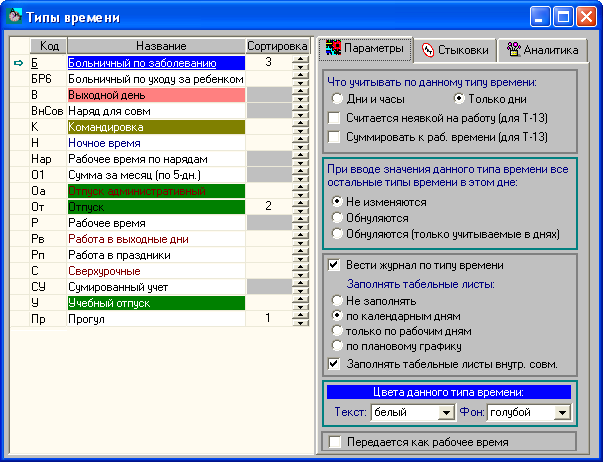 Типы времени
Код Название Сортировка
Б Больничный по заболеванию 3
БР6 Больничный по уходу за ребенком
В Выходной день
ВнСов Наряд для совм
К Командировка
Н Ночное время
Нар Рабочее время по нарядам
О1 Сумма за месяц (по 5-дн.)
Оа Отпуск административный
От Отпуск 2
Р Рабочее время
Рв Работа в выходные дни
Рп Работа в праздники
С Сверхурочные
СУ Сумированный учет
У Учебный отпуск
Пр Прогул 1
Параметры Стыковки Аналитика
Что учитывать по данному типу времени:
Дни и часы Только дни
Считается неявкой на работу (для Т-13)
Суммировать к раб. времени (для Т-13)
При вводе значения данного типа времени все
остальные типы времени в этом дне:
Не изменяются
Обнуляются
Обнуляются (только учитываемые в днях)
Вести журнал по типу времени
Заполнять табельные листы:
Не заполнять
по календарным дням
только по рабочим дням
по плановому графику
Заполнять табельные листы внутр. совм.
Цвета данного типа времени:
Текст: белый Фон: голубой
Передается как рабочее время